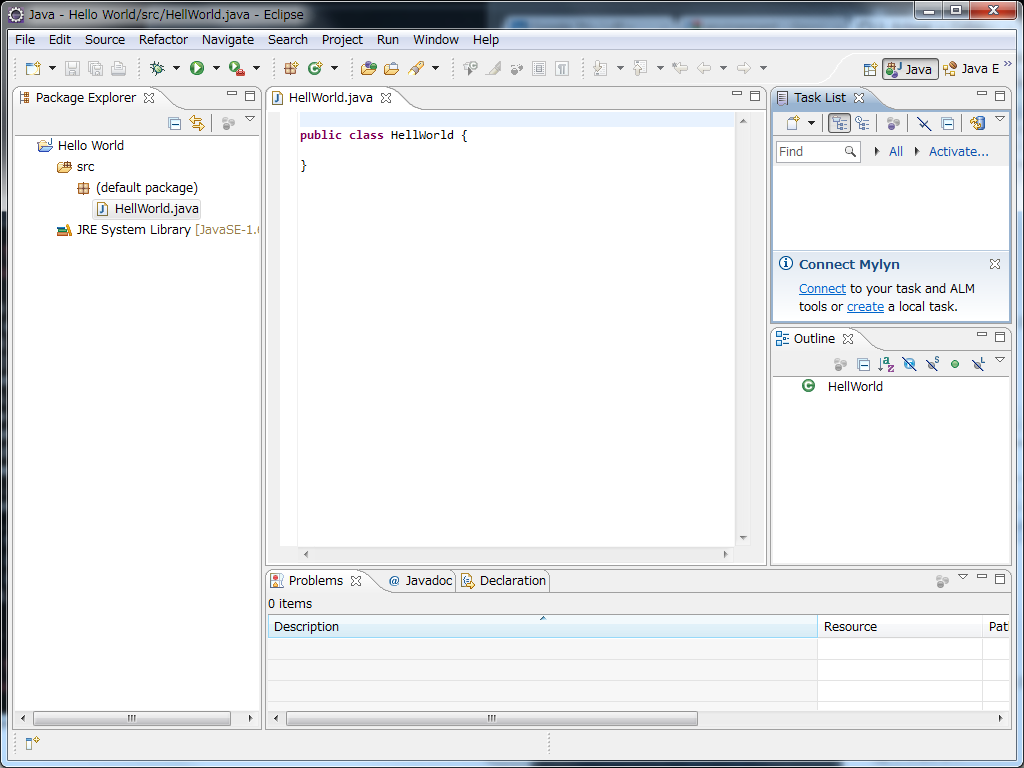 Java - Hello World/src/HellWorld.java - Eclipse
File Edit Source Refactor Navigate Search Project Run Window Help
Java Java E
Package Explorer
Hello World
src
(default package)
HellWorld.java
JRE System Library [JavaSE-1.
HellWorld.java
public class HellWorld {
}
Task List
Find All Activate...
Connect Mylyn
Connect to your task and ALM
tools or create a local task.
Outline
HellWorld
Problems @ Javadoc Declaration
0 items
Description Resource Pat